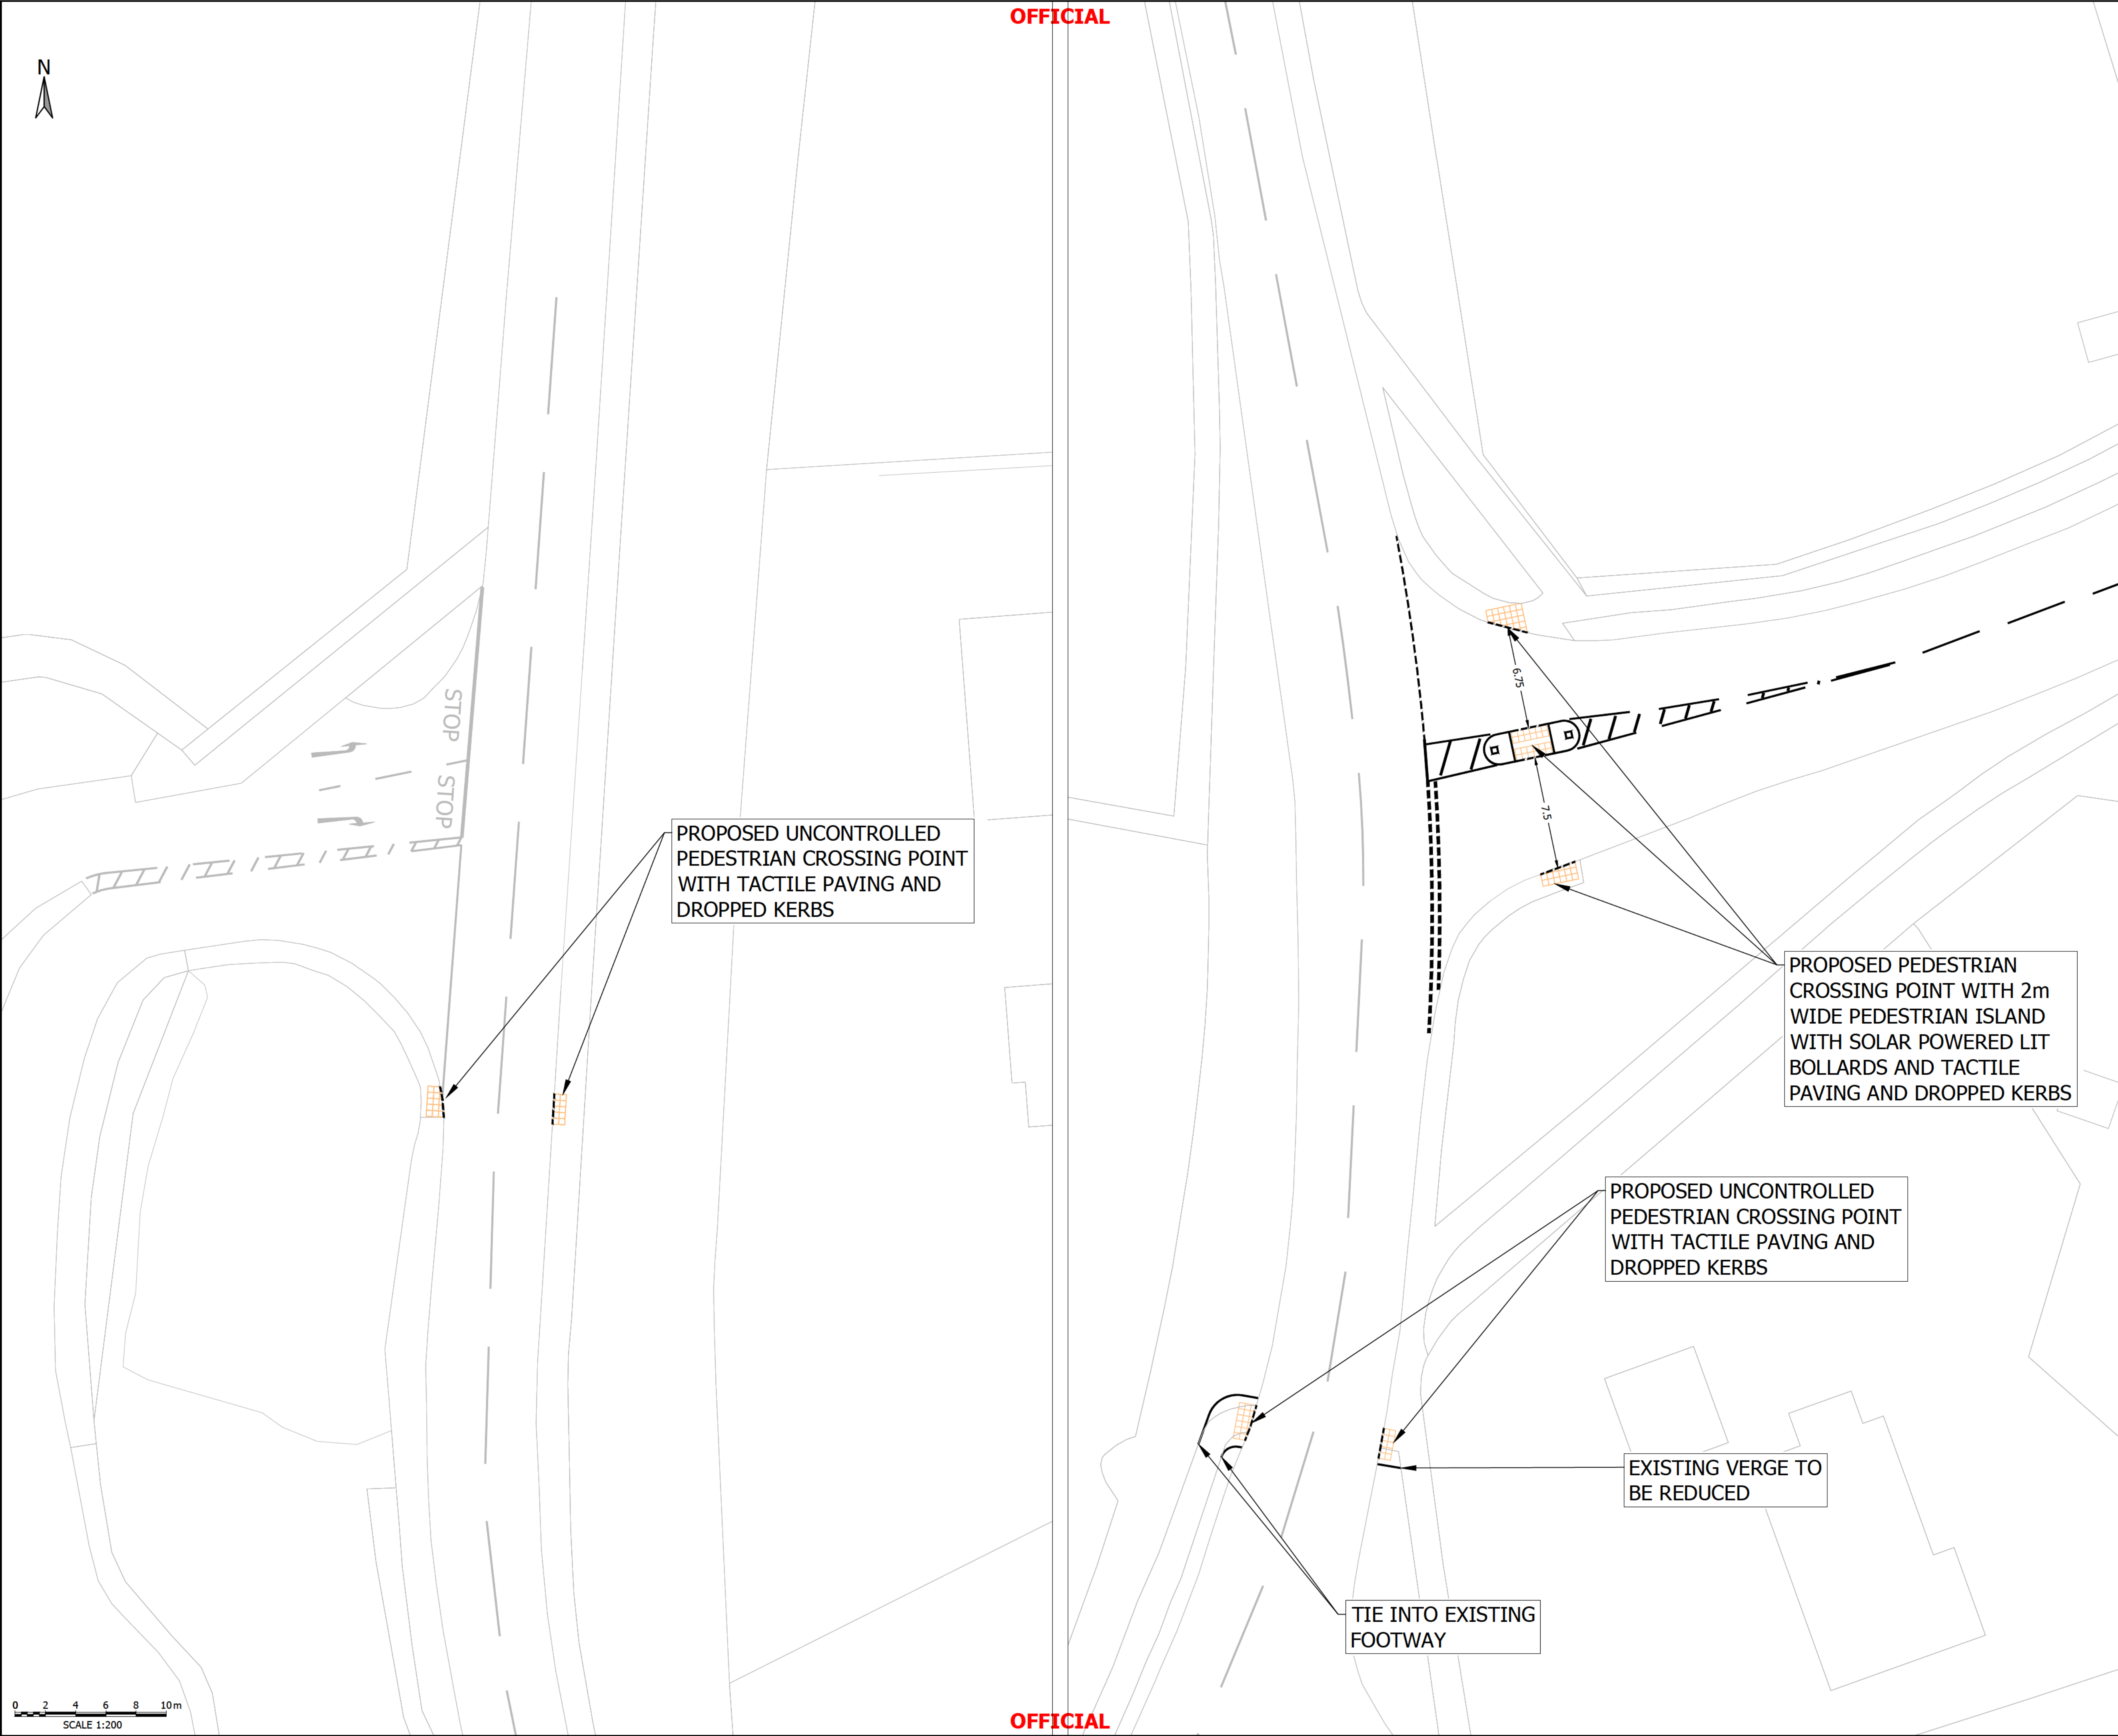 OFFICIAL
N
STOP
STOP
PROPOSED UNCONTROLLED
PEDESTRIAN CROSSING POINT
WITH TACTILE PAVING AND
DROPPED KERBS
6.75
7.5
PROPOSED PEDESTRIAN
CROSSING POINT WITH 2m
WIDE PEDESTRIAN ISLAND
WITH SOLAR POWERED LIT
BOLLARDS AND TACTILE
PAVING AND DROPPED KERBS
PROPOSED UNCONTROLLED
PEDESTRIAN CROSSING POINT
WITH TACTILE PAVING AND
DROPPED KERBS
EXISTING VERGE TO
BE REDUCED
TIE INTO EXISTING
FOOTWAY
0 2 4 6 8 10m
SCALE 1:200
OFFICIAL